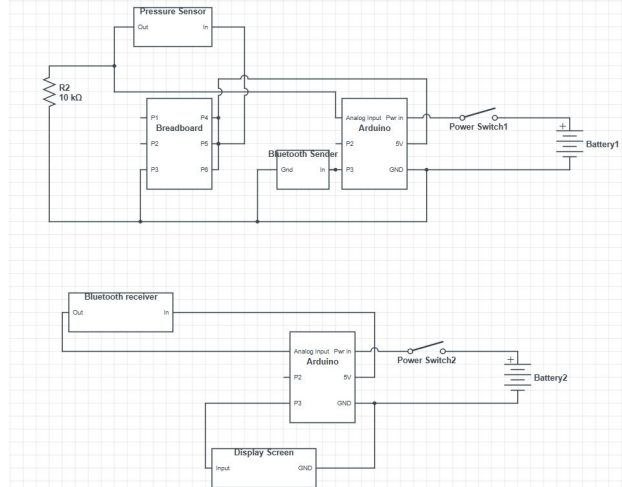 Pressure Sensor
Out In
R2
10 kΩ
P1 P4
Breadboard
P2 P5
P3 P6
Analog Input Pwr in
Arduino
P2 5V
P3 GND
Bluetooth Sender
Gnd In
Power Switch1
+
Battery1
Bluetooth receiver
Out In
Analog Input Pwr in
Arduino
P2 5V
P3 GND
Power Switch2
+
Battery2
Display Screen
Input GND